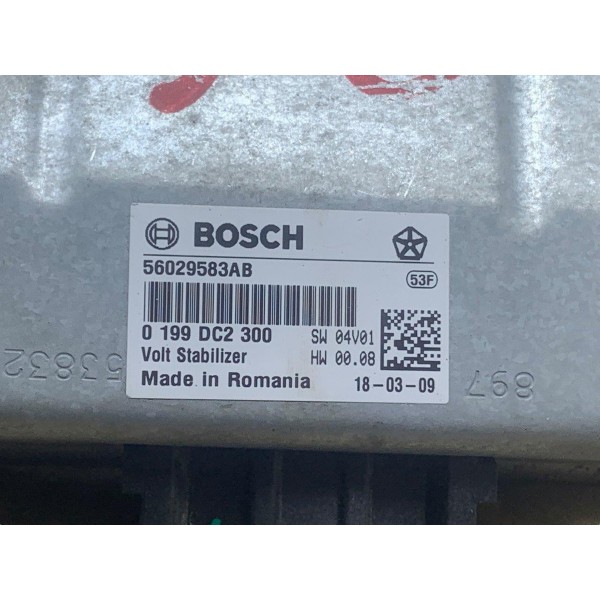 BOSCH
56029583AB
53F
0 199 DC2 300 SW 04V01
Volt Stabilizer HW 00.08
Made in Romania 18-03-09
53832
897